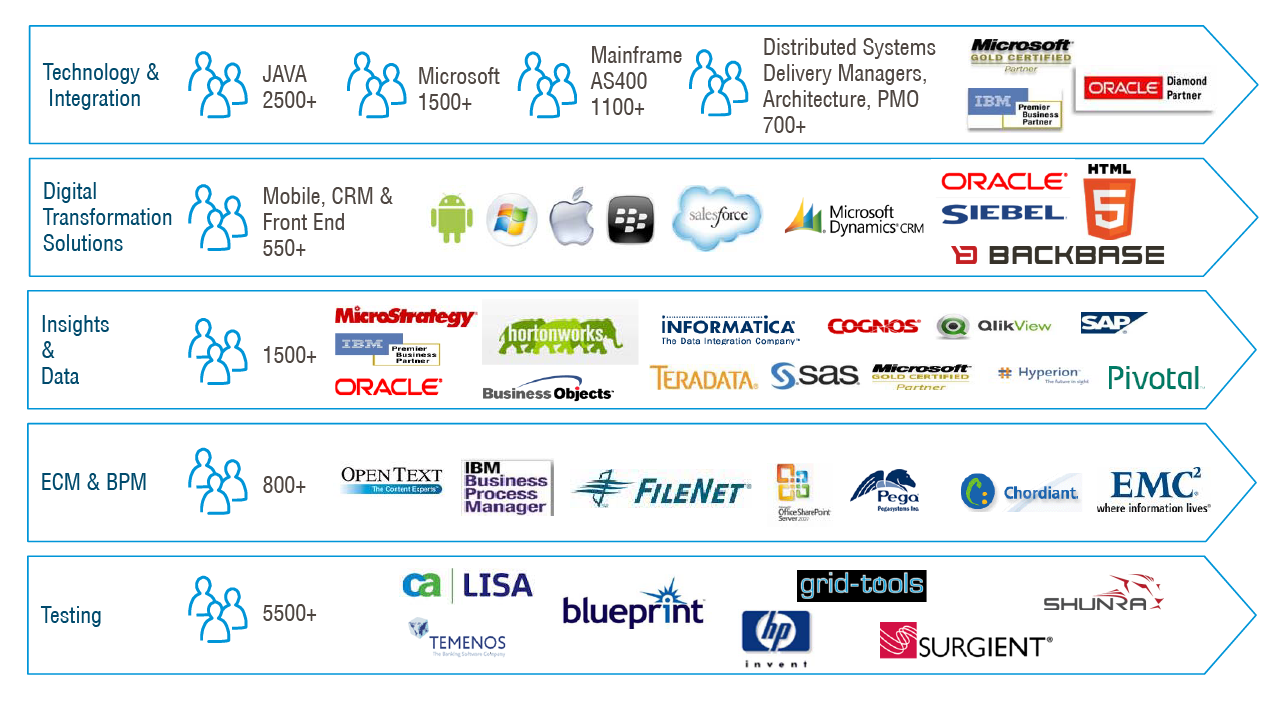 Technology &
Integration
JAVA
2500+
Microsoft
1500+
Mainframe
AS400
1100+
Distributed Systems
Delivery Managers,
Architecture, PMO
700+
Microsoft
GOLD CERTIFIED
Partner
IBM
Premier
Business
Partner
ORACLE
Diamond
Partner
Digital
Transformation
Solutions
Mobile, CRM &
Front End
550+
salesforce
Microsoft
Dynamics CRM
ORACLE
SIEBEL
HTML
5
BACKBASE
Insights
&
Data
1500+
MicroStrategy
IBM
Premier
Business
Partner
ORACLE
hortonworks
Business Objects
INFORMATICA
The Data Integration Company™
COGNOS
QlikView
SAP
TERADATA
sas
Microsoft
GOLD CERTIFIED
Partner
Hyperion
The future in sight
Pivotal
ECM & BPM
800+
OPEN TEXT
The Content Experts
IBM
Business
Process
Manager
FILENET
Office SharePoint
Server 2007
Pega
Pegasystems Inc.
Chordiant
EMC²
where information lives®
Testing
5500+
ca LISA
TEMENOS
The Banking Software Company
blueprint
grid-tools
hp
invent
SURGIENT®
SHUNRA